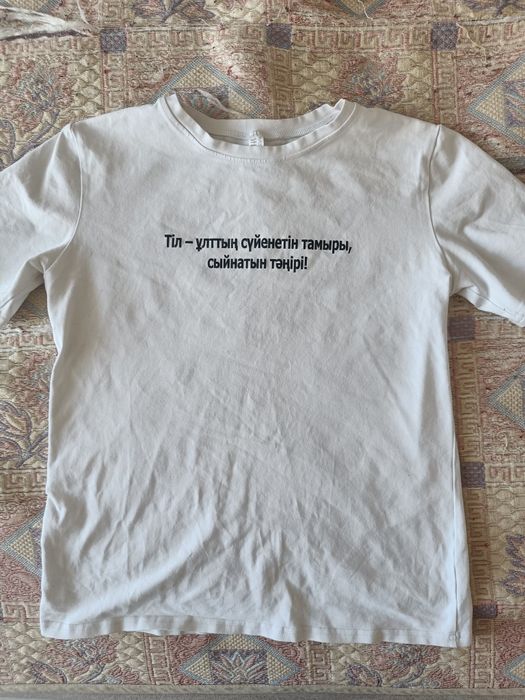 Тіл – ұлттың сүйенетін тамыры,
сыйнатын тәңірі!